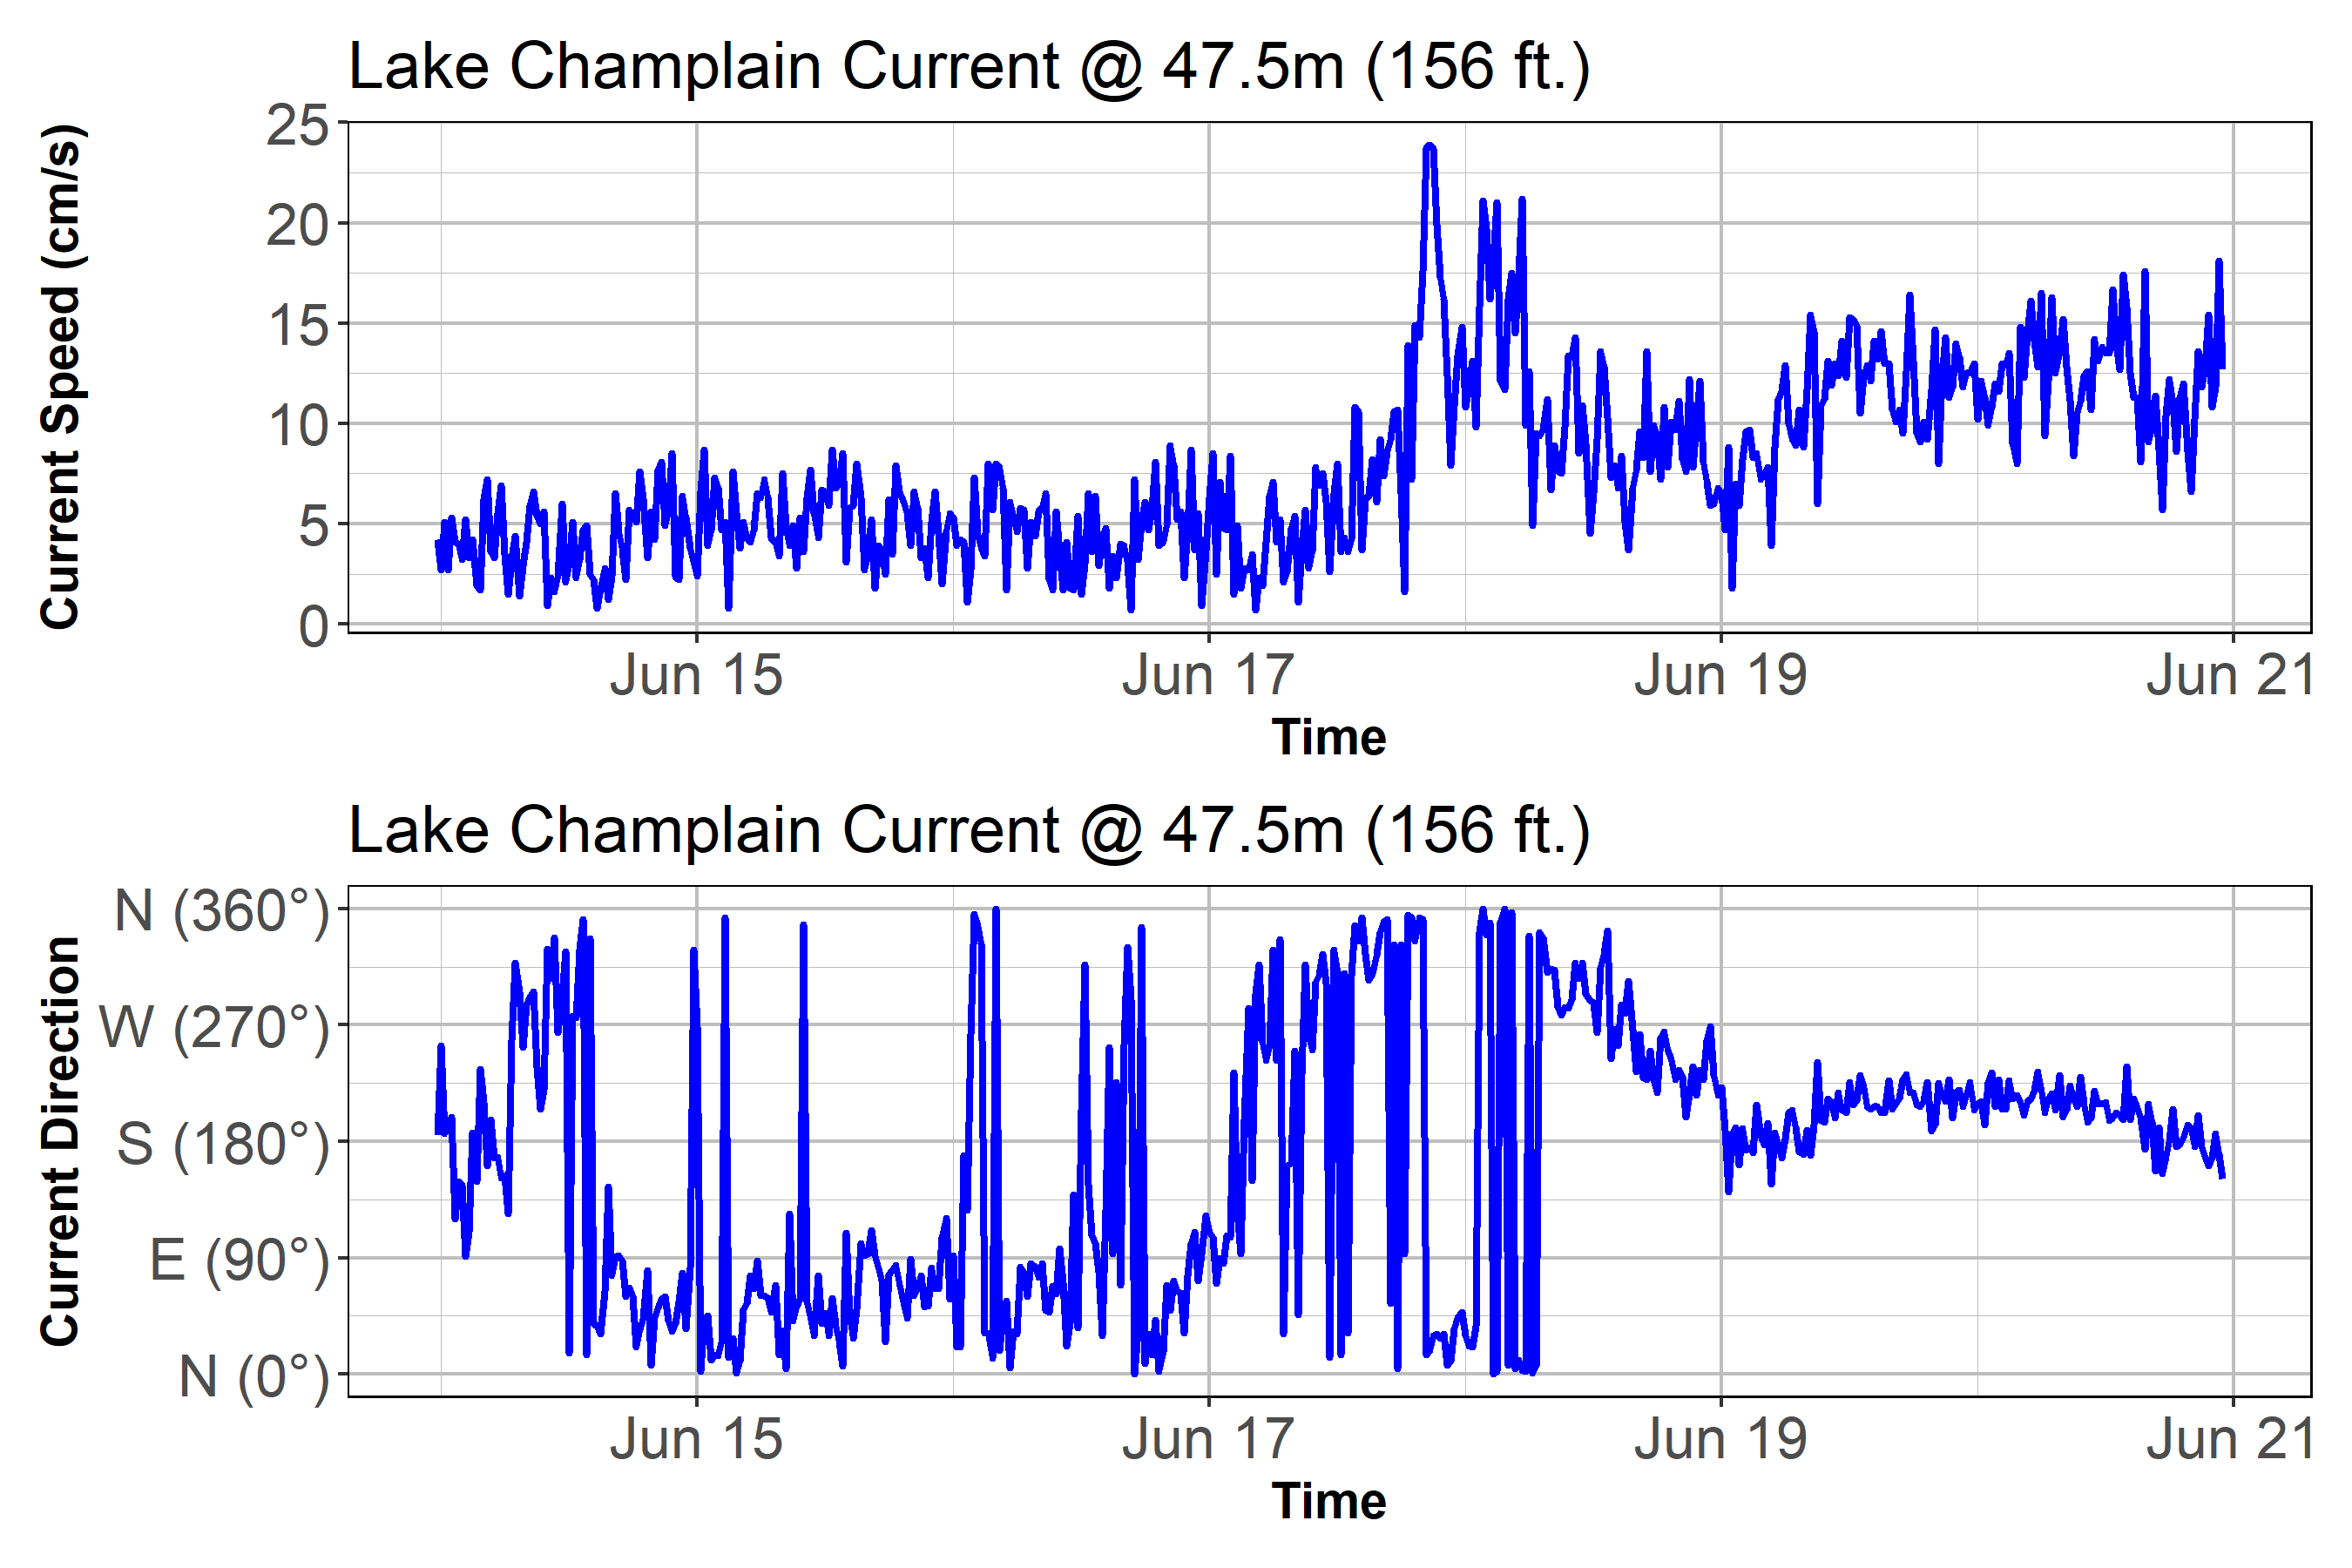 Lake Champlain Current @ 47.5m (156 ft.)
Current Speed (cm/s)
25
20
15
10
5
0
Jun 15 Jun 17 Jun 19 Jun 21
Time
Lake Champlain Current @ 47.5m (156 ft.)
Current Direction
N (360°)
W (270°)
S (180°)
E (90°)
N (0°)
Jun 15 Jun 17 Jun 19 Jun 21
Time